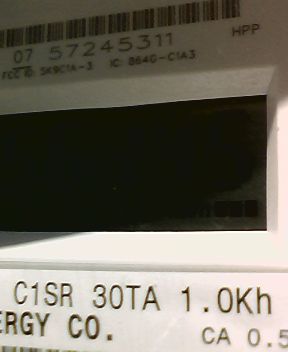 HPP
07 57245311
FCC ID: SK9C1A-3 IC: 864G-C1A3
C1SR 30TA 1.0Kh
ERGY CO.
CA 0.5